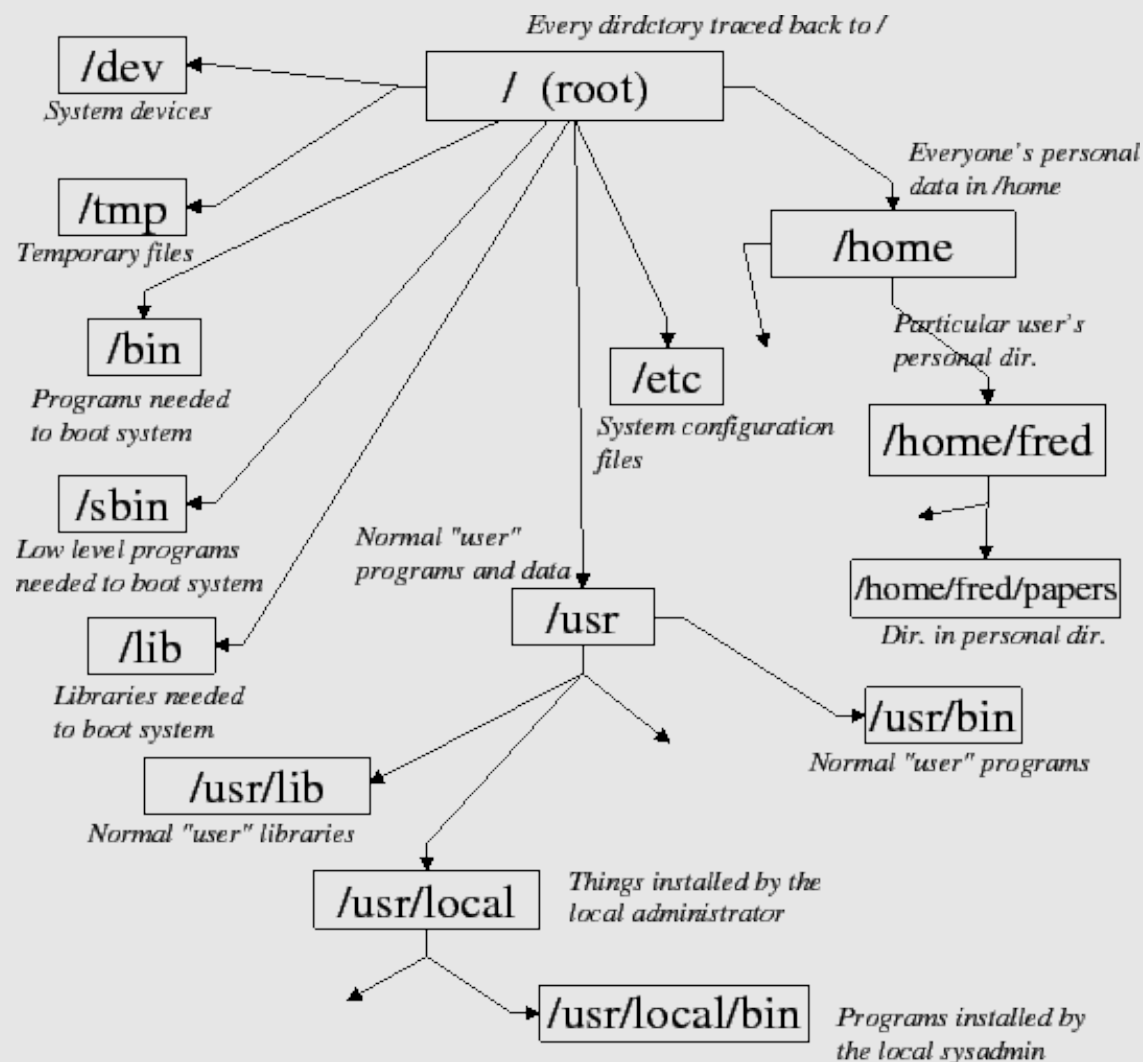 Every dirdctory traced back to /
/dev
/ (root)
System devices
Everyone's personal
data in /home
/tmp
Temporary files
/home
/bin
Particular user's
personal dir.
/etc
Programs needed
to boot system
System configuration
files
/home/fred
/sbin
Low level programs
needed to boot system
Normal "user"
programs and data
/home/fred/papers
Dir. in personal dir.
/usr
/lib
Libraries needed
to boot system
/usr/bin
Normal "user" programs
/usr/lib
Normal "user" libraries
/usr/local
Things installed by the
local administrator
/usr/local/bin
Programs installed by
the local sysadmin